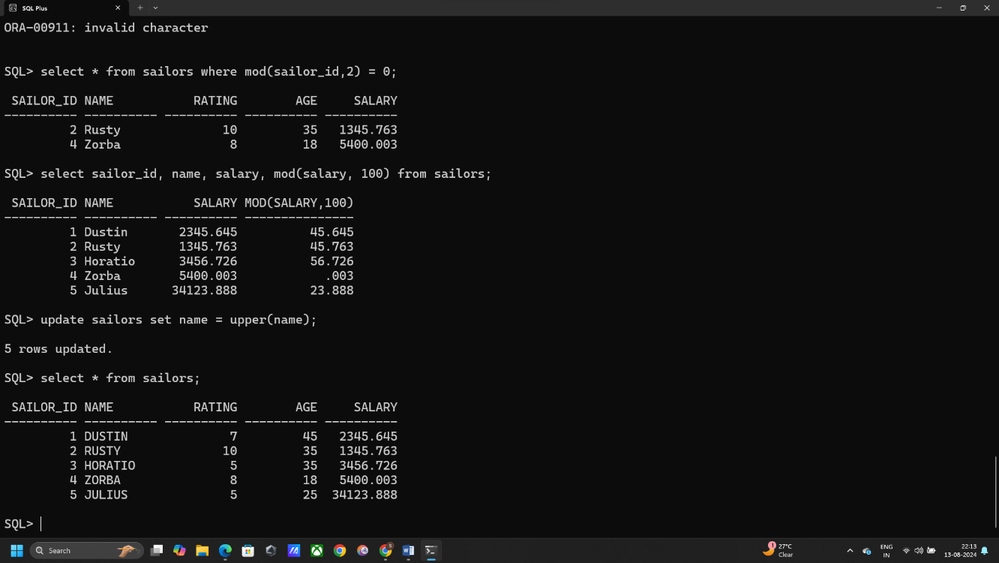 SQL Plus
ORA-00911: invalid character
SQL> select * from sailors where mod(sailor_id,2) = 0;
SAILOR_ID NAME RATING AGE SALARY
---------- ---------- ---------- ---------- ----------
2 Rusty 10 35 1345.763
4 Zorba 8 18 5400.003
SQL> select sailor_id, name, salary, mod(salary, 100) from sailors;
SAILOR_ID NAME SALARY MOD(SALARY,100)
---------- ---------- ---------- ---------------
1 Dustin 2345.645 45.645
2 Rusty 1345.763 45.763
3 Horatio 3456.726 56.726
4 Zorba 5400.003 .003
5 Julius 34123.888 23.888
SQL> update sailors set name = upper(name);
5 rows updated.
SQL> select * from sailors;
SAILOR_ID NAME RATING AGE SALARY
---------- ---------- ---------- ---------- ----------
1 DUSTIN 7 45 2345.645
2 RUSTY 10 35 1345.763
3 HORATIO 5 35 3456.726
4 ZORBA 8 18 5400.003
5 JULIUS 5 25 34123.888
SQL>
Search
1
27°C
Clear
ENG
IN
22:13
13-08-2024